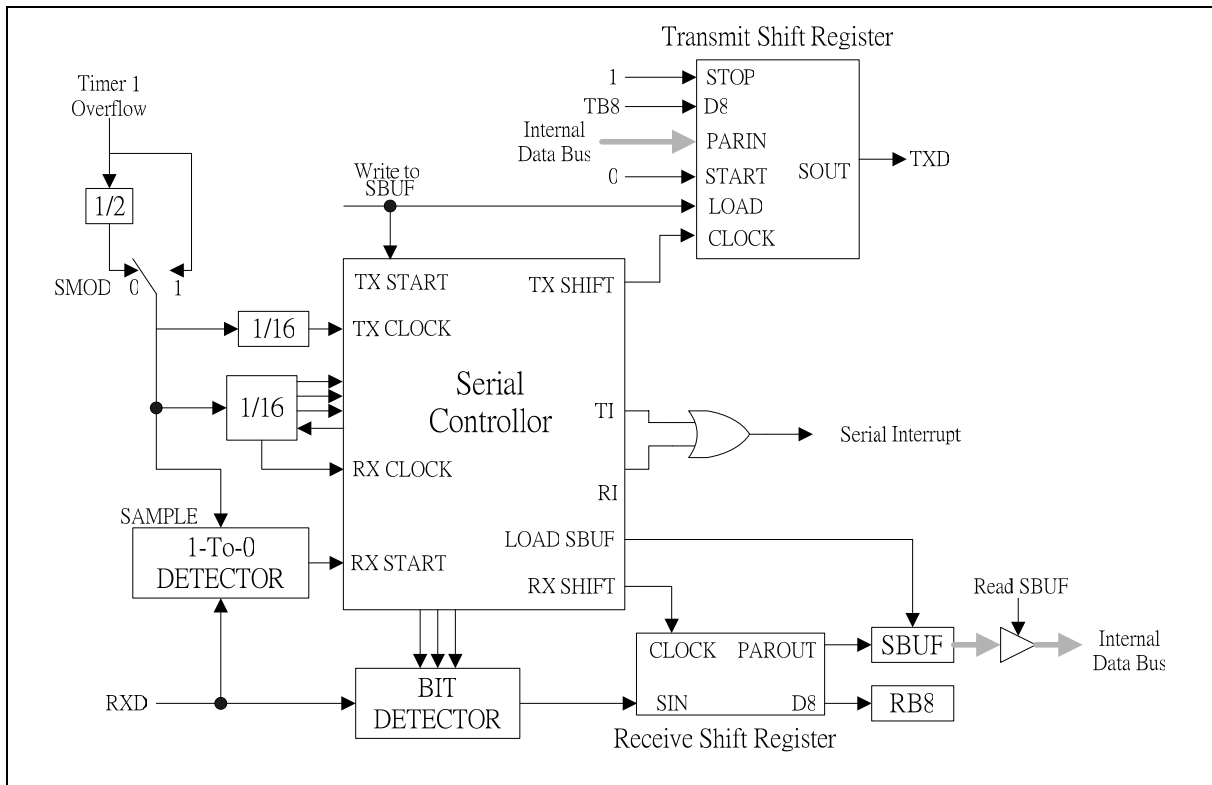 Transmit Shift Register
Timer 1
Overflow
1
STOP
TB8
D8
Internal
Data Bus
PARIN
SOUT
TXD
0
START
LOAD
CLOCK
Write to
SBUF
1/2
SMOD
0
1
TX START
TX SHIFT
1/16
TX CLOCK
Serial
Controllor
1/16
TI
Serial Interrupt
RX CLOCK
RI
SAMPLE
1-To-0
DETECTOR
RX START
LOAD SBUF
RX SHIFT
Read SBUF
CLOCK
PAROUT
SBUF
Internal
Data Bus
RXD
BIT
DETECTOR
SIN
D8
RB8
Receive Shift Register